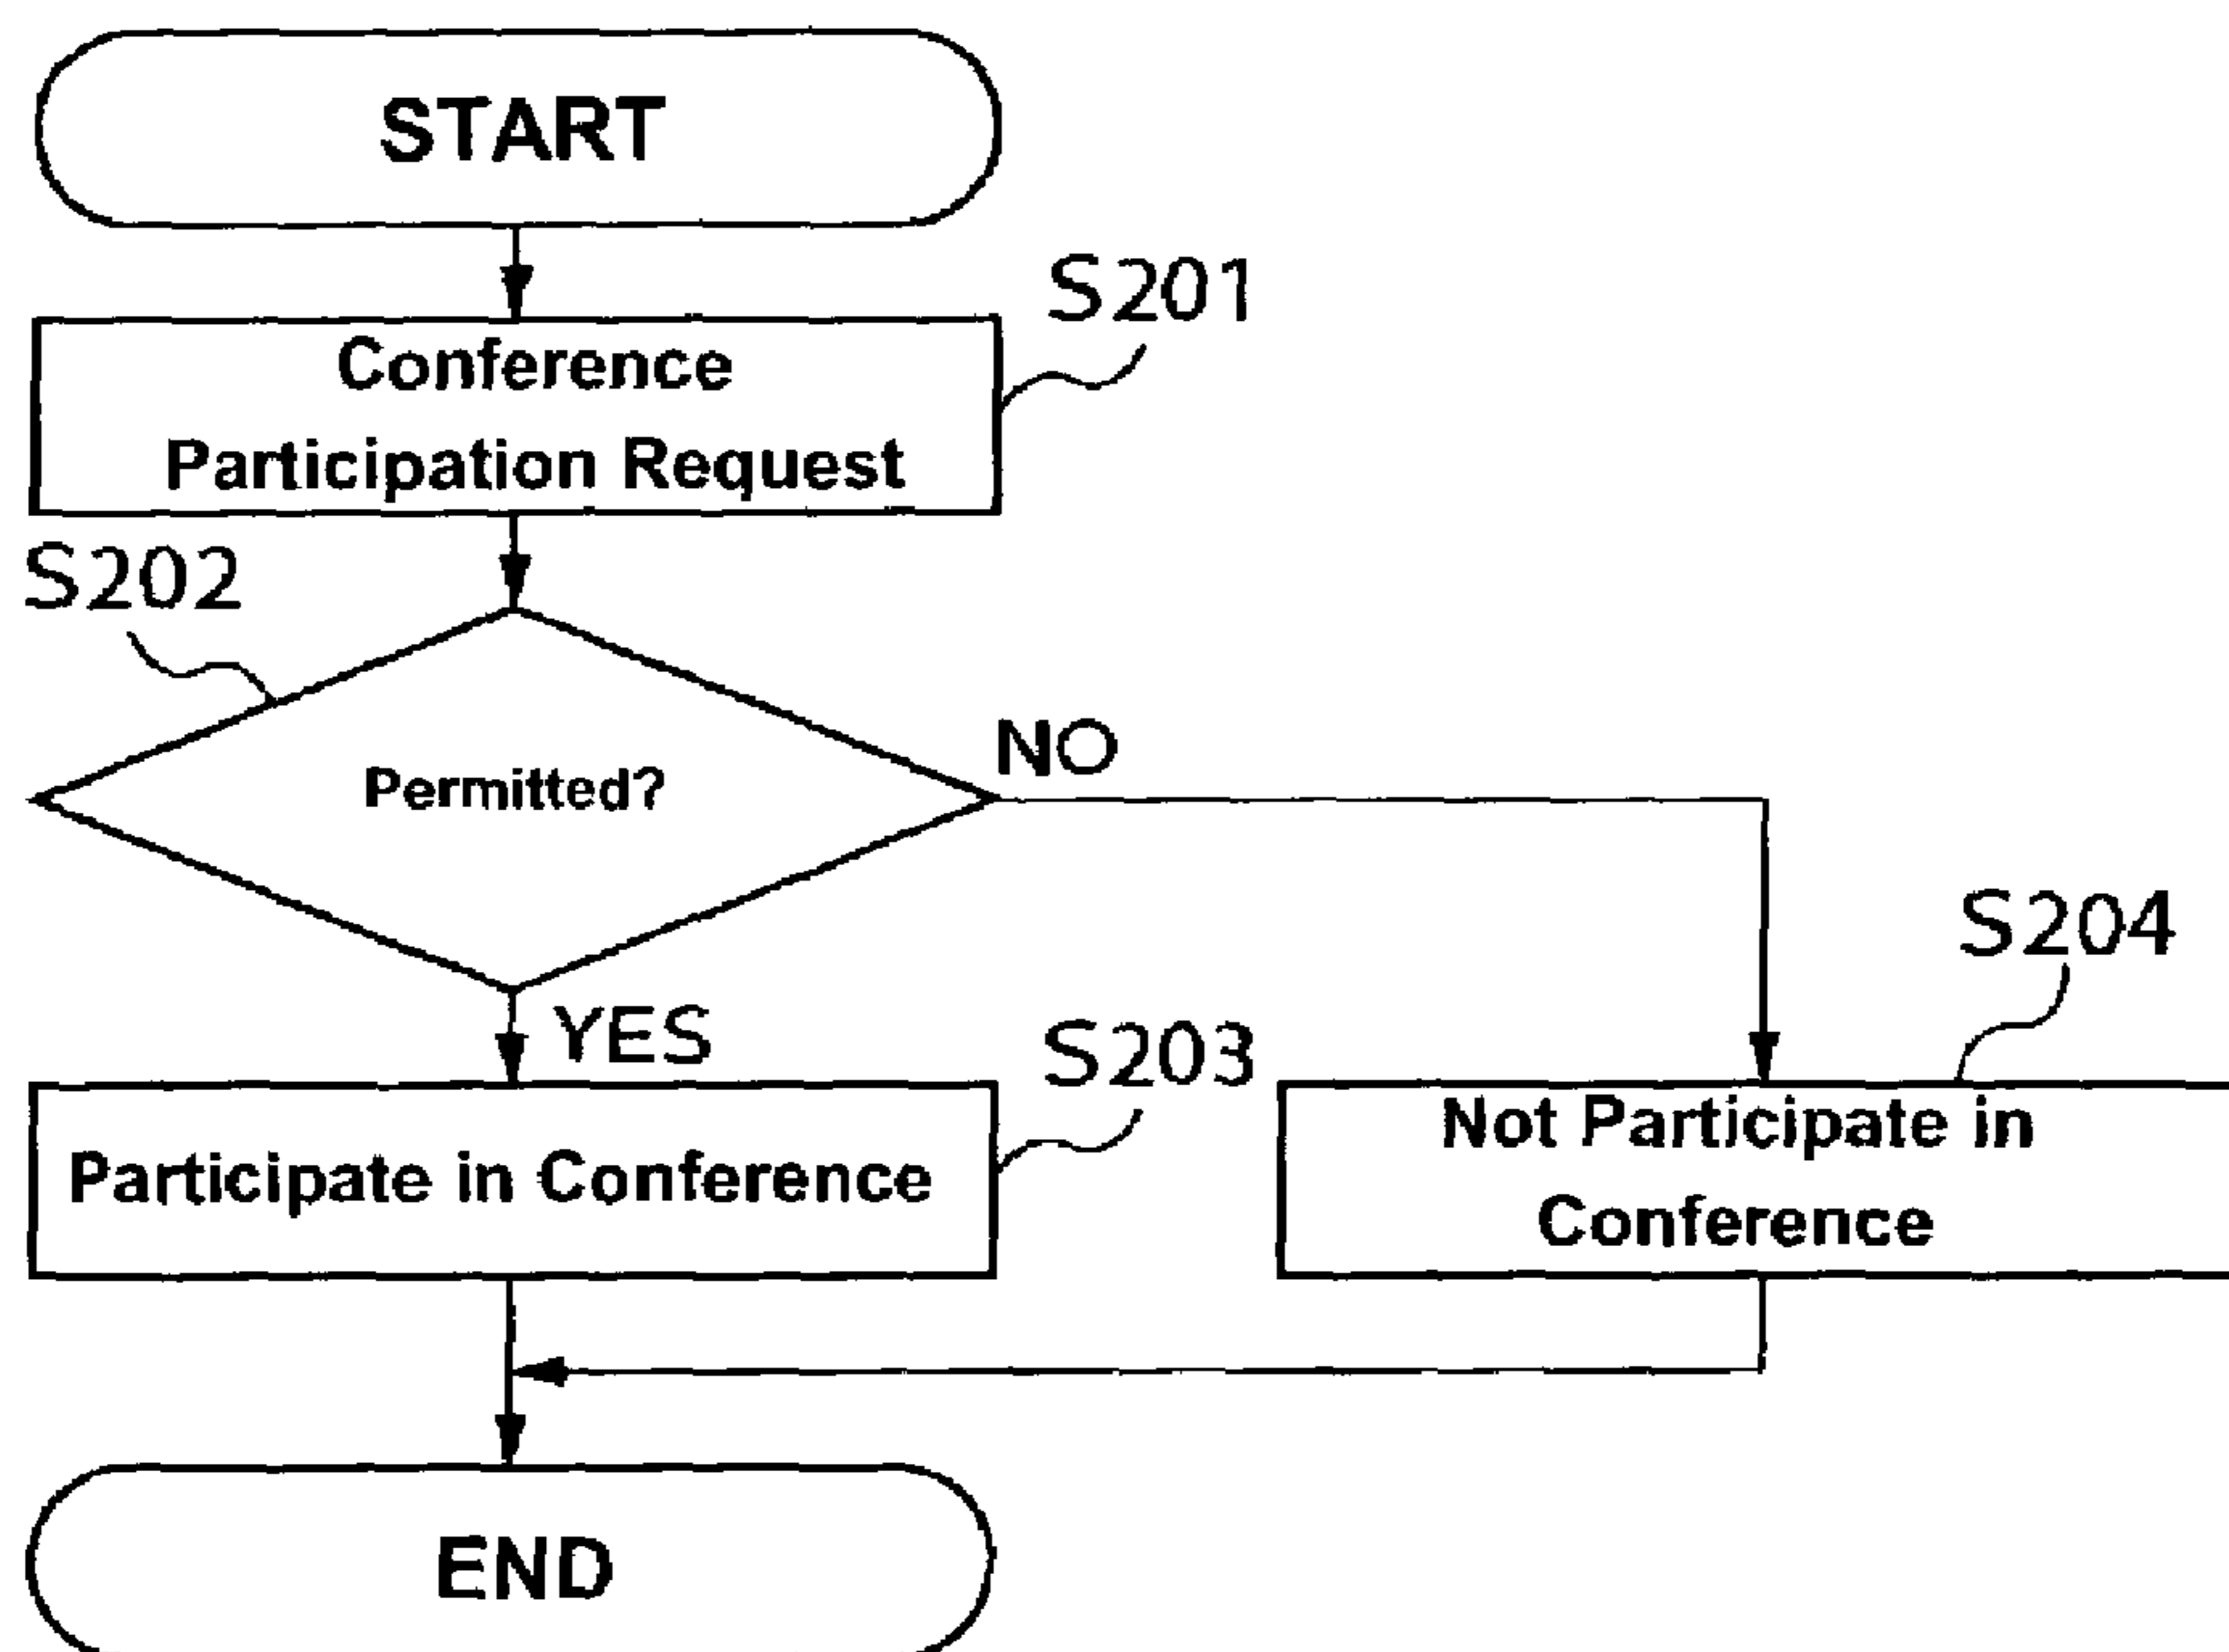 START
S201
Conference
Participation Request
S202
Permitted?
NO
YES
S203
S204
Participate in Conference
Not Participate in
Conference
END